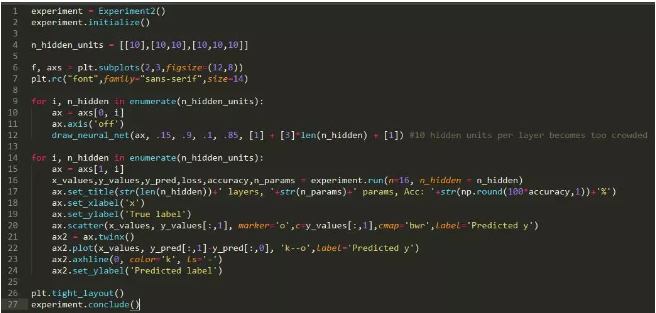 1 experiment = Experiment2()
2 experiment.initialize()
3
4 n_hidden_units = [[10],[10,10],[10,10,10]]
5
6 f, axs = plt.subplots(2,3,figsize=(12,8))
7 plt.rc("font",family="sans-serif",size=14)
8
9 for i, n_hidden in enumerate(n_hidden_units):
10     ax = axs[0, i]
11     ax.axis('off')
12     draw_neural_net(ax, .15, .9, .1, .85, [1] + [3]*len(n_hidden) + [1]) #10 hidden units per layer becomes too crowded
13
14 for i, n_hidden in enumerate(n_hidden_units):
15     ax = axs[1, i]
16     x_values,y_values,y_pred,loss,accuracy,n_params = experiment.run(n=16, n_hidden = n_hidden)
17     ax.set_title(str(len(n_hidden))+' layers, '+str(n_params)+' params, Acc: '+str(np.round(100*accuracy,1))+'%')
18     ax.set_xlabel('x')
19     ax.set_ylabel('True label')
20     ax.scatter(x_values, y_values[:,1], marker='o',c=y_values[:,1],cmap='bwr',label='Predicted y')
21     ax2 = ax.twinx()
22     ax2.plot(x_values, y_pred[:,1]-y_pred[:,0], 'k--o',label='Predicted y')
23     ax2.axhline(0, color='k', ls='-')
24     ax2.set_ylabel('Predicted label')
25
26 plt.tight_layout()
27 experiment.conclude()